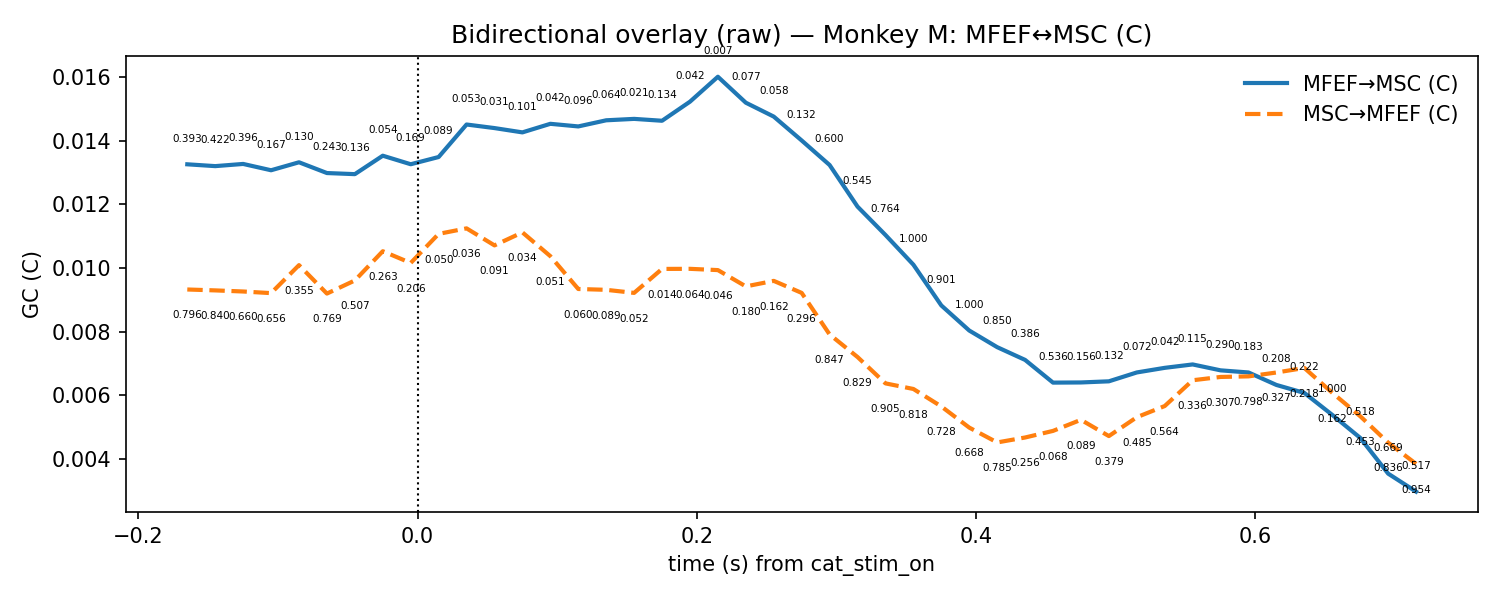 Bidirectional overlay (raw) — Monkey M: MFEF↔MSC (C)
0.007
0.016
0.014
0.012
0.010
0.008
0.006
0.004
GC (C)
MFEF→MSC (C)
MSC→MFEF (C)
0.393 0.422 0.396 0.167 0.130 0.243 0.136 0.054 0.169 0.089 0.053 0.031 0.101 0.042 0.096 0.064 0.021 0.134 0.042 0.077 0.058 0.132 0.600 0.545 0.764 1.000 0.901 1.000 0.850 0.386 0.536 0.156 0.132 0.072 0.042 0.115 0.290 0.183 0.208 0.218 0.162 0.453 0.836 0.954
0.796 0.840 0.660 0.656 0.355 0.769 0.507 0.263 0.206 0.050 0.036 0.091 0.034 0.051 0.060 0.089 0.052 0.014 0.064 0.046 0.180 0.162 0.296 0.847 0.829 0.905 0.818 0.728 0.668 0.785 0.256 0.068 0.089 0.379 0.485 0.564 0.336 0.307 0.798 0.327 0.222 1.000 0.518 0.669 0.517
−0.2
0.0
0.2
0.4
0.6
time (s) from cat_stim_on